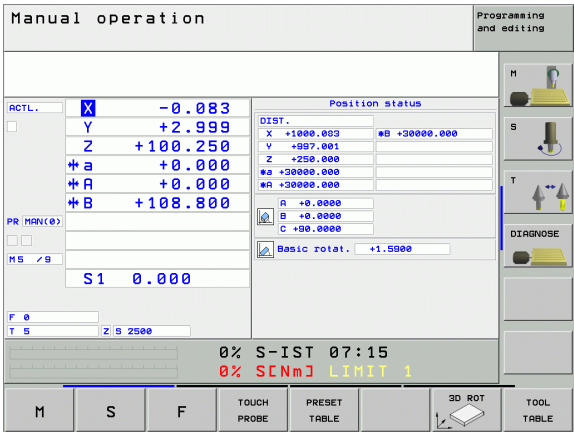 Manual operation
Programming
and editing
ACTL.
X -0.083
Y +2.999
Z +100.250
a +0.000
A +0.000
B +108.800
PR MAN(0)
M5 /9
S1 0.000
F 0
T 5 Z S 2500
Position status
DIST.
X +1000.083 *B +30000.000
Y +997.001
Z +250.000
*a +30000.000
*A +30000.000
A +0.0000
B +0.0000
C +90.0000
Basic rotat. +1.5900
0% S-IST 07:15
0% S[Nm] LIMIT 1
M
S
T
DIAGNOSE
M
S
F
TOUCH
PROBE
PRESET
TABLE
3D ROT
TOOL
TABLE